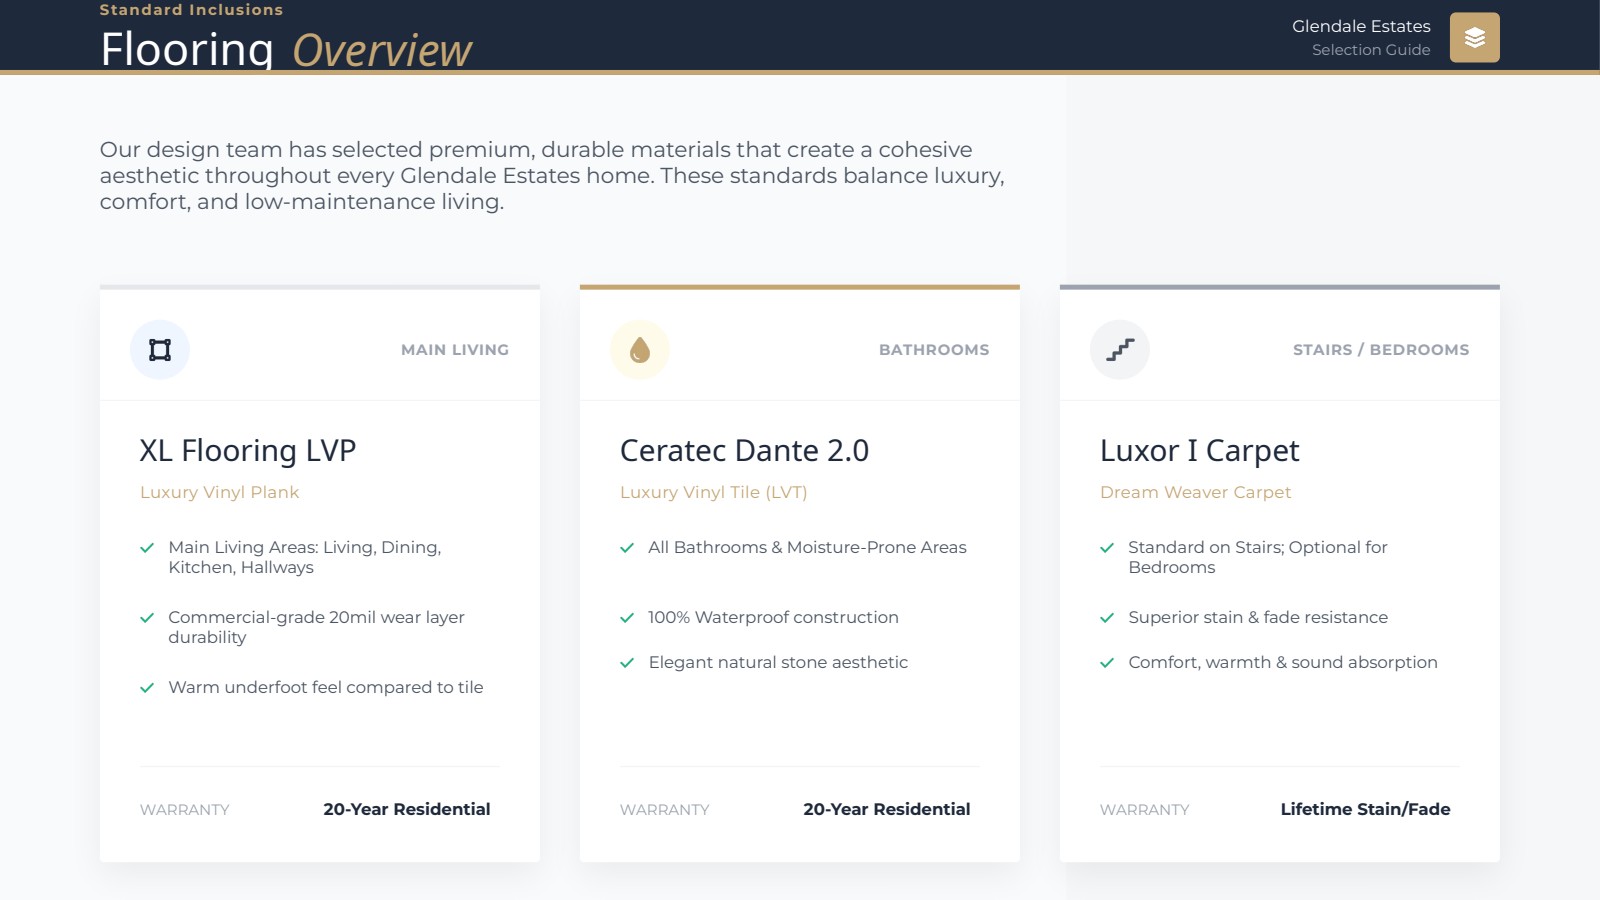 Standard Inclusions
Flooring Overview
Glendale Estates
Selection Guide
Our design team has selected premium, durable materials that create a cohesive
aesthetic throughout every Glendale Estates home. These standards balance luxury,
comfort, and low-maintenance living.
MAIN LIVING
XL Flooring LVP
Luxury Vinyl Plank
Main Living Areas: Living, Dining,
Kitchen, Hallways
Commercial-grade 20mil wear layer
durability
Warm underfoot feel compared to tile
WARRANTY 20-Year Residential
BATHROOMS
Ceratec Dante 2.0
Luxury Vinyl Tile (LVT)
All Bathrooms & Moisture-Prone Areas
100% Waterproof construction
Elegant natural stone aesthetic
WARRANTY 20-Year Residential
STAIRS / BEDROOMS
Luxor I Carpet
Dream Weaver Carpet
Standard on Stairs; Optional for
Bedrooms
Superior stain & fade resistance
Comfort, warmth & sound absorption
WARRANTY Lifetime Stain/Fade